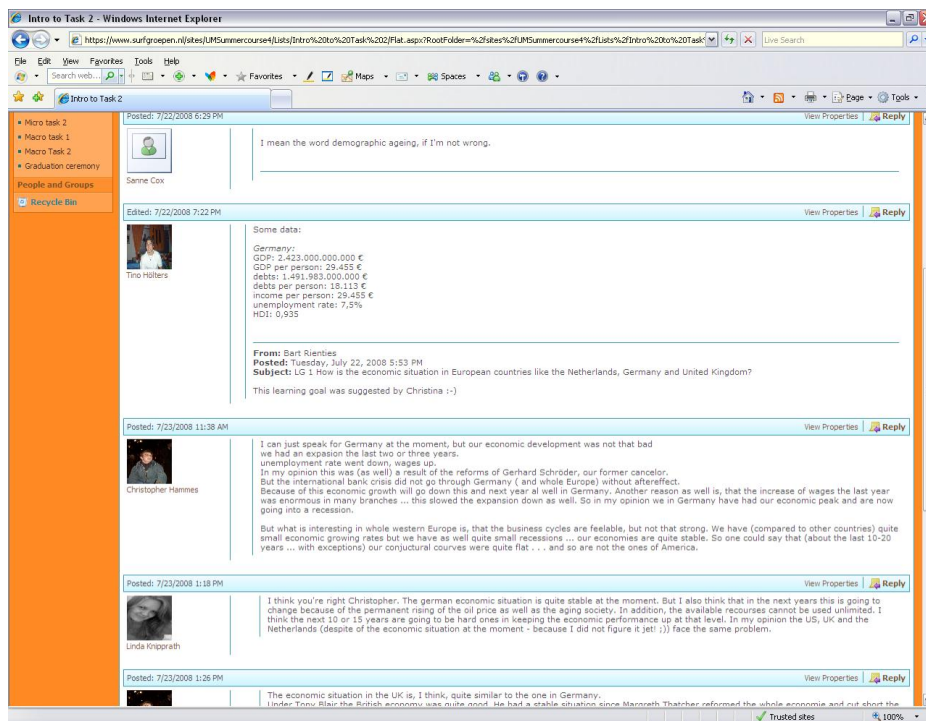 Intro to Task 2 - Windows Internet Explorer
https://www.surfgroepen.nl/sites/UMSummercourse4/Lists/Intro%20to%20Task%202/Flat.aspx?RootFolder=%2fsites%2fUMSummercourse4%2fLists%2fIntro%20to%20Task
Live Search
File Edit View Favorites Tools Help
Search web...
Favorites
Maps
Spaces
Intro to Task 2
Page
Tools
Micro task 2
Macro task 1
Macro Task 2
Graduation ceremony
People and Groups
Recycle Bin
Posted: 7/22/2008 6:29 PM
View Properties
Reply
I mean the word demographic ageing, if I'm not wrong.
Sanne Cox
Edited: 7/22/2008 7:22 PM
View Properties
Reply
Tino Hölters
Some data:
Germany:
GDP: 2.423.000.000.000 €
GDP per person: 29.455 €
debts: 1.491.983.000.000 €
debts per person: 18.113 €
income per person: 29.455 €
unemployment rate: 7,5%
HDI: 0,935
From: Bart Rienties
Posted: Tuesday, July 22, 2008 5:53 PM
Subject: LG 1 How is the economic situation in European countries like the Netherlands, Germany and United Kingdom?
This learning goal was suggested by Christina :-)
Posted: 7/23/2008 11:38 AM
View Properties
Reply
Christopher Hammes
I can just speak for Germany at the moment, but our economic development was not that bad
we had an expasion the last two or three years.
unemployment rate went down, wages up.
In my opinion this was (as well) a result of the reforms of Gerhard Schröder, our former cancelor.
But the international bank crisis did not go through Germany ( and whole Europe) without aftereffect.
Because of this economic growth will go down this and next year al well in Germany. Another reason as well is, that the increase of wages the last year
was enormous in many branches ... this slowed the expansion down as well. So in my opinion we in Germany have had our economic peak and are now
going into a recession.
But what is interesting in whole western Europe is, that the business cycles are feelable, but not that strong. We have (compared to other countries) quite
small economic growing rates but we have as well quite small recessions ... our economies are quite stable. So one could say that (about the last 10-20
years ... with exceptions) our conjuctural courves were quite flat . . . and so are not the ones of America.
Posted: 7/23/2008 1:18 PM
View Properties
Reply
Linda Knipprath
I think you're right Christopher. The german economic situation is quite stable at the moment. But I also think that in the next years this is going to
change because of the permanent rising of the oil price as well as the aging society. In addition, the available recourses cannot be used unlimited. I
think the next 10 or 15 years are going to be hard ones in keeping the economic performance up at that level. In my opinion the US, UK and the
Netherlands (despite of the economic situation at the moment - because I did not figure it jet! ;)) face the same problem.
Posted: 7/23/2008 1:26 PM
View Properties
Reply
The economic situation in the UK is, I think, quite similar to the one in Germany.
Under Tony Blair the British economy was quite good. He had a stable situation since Margreth Thatcher reformed the whole economie and cut short the
Trusted sites
100%